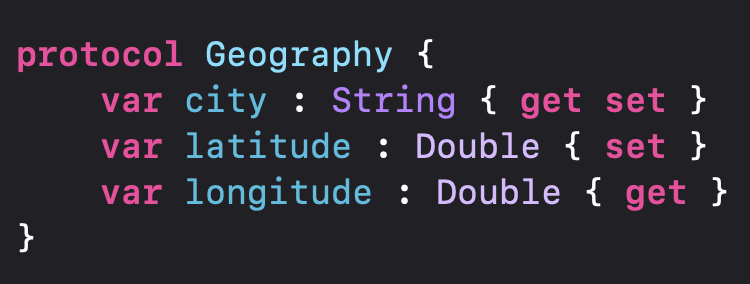 protocol Geography {
    var city : String { get set }
    var latitude : Double { set }
    var longitude : Double { get }
}